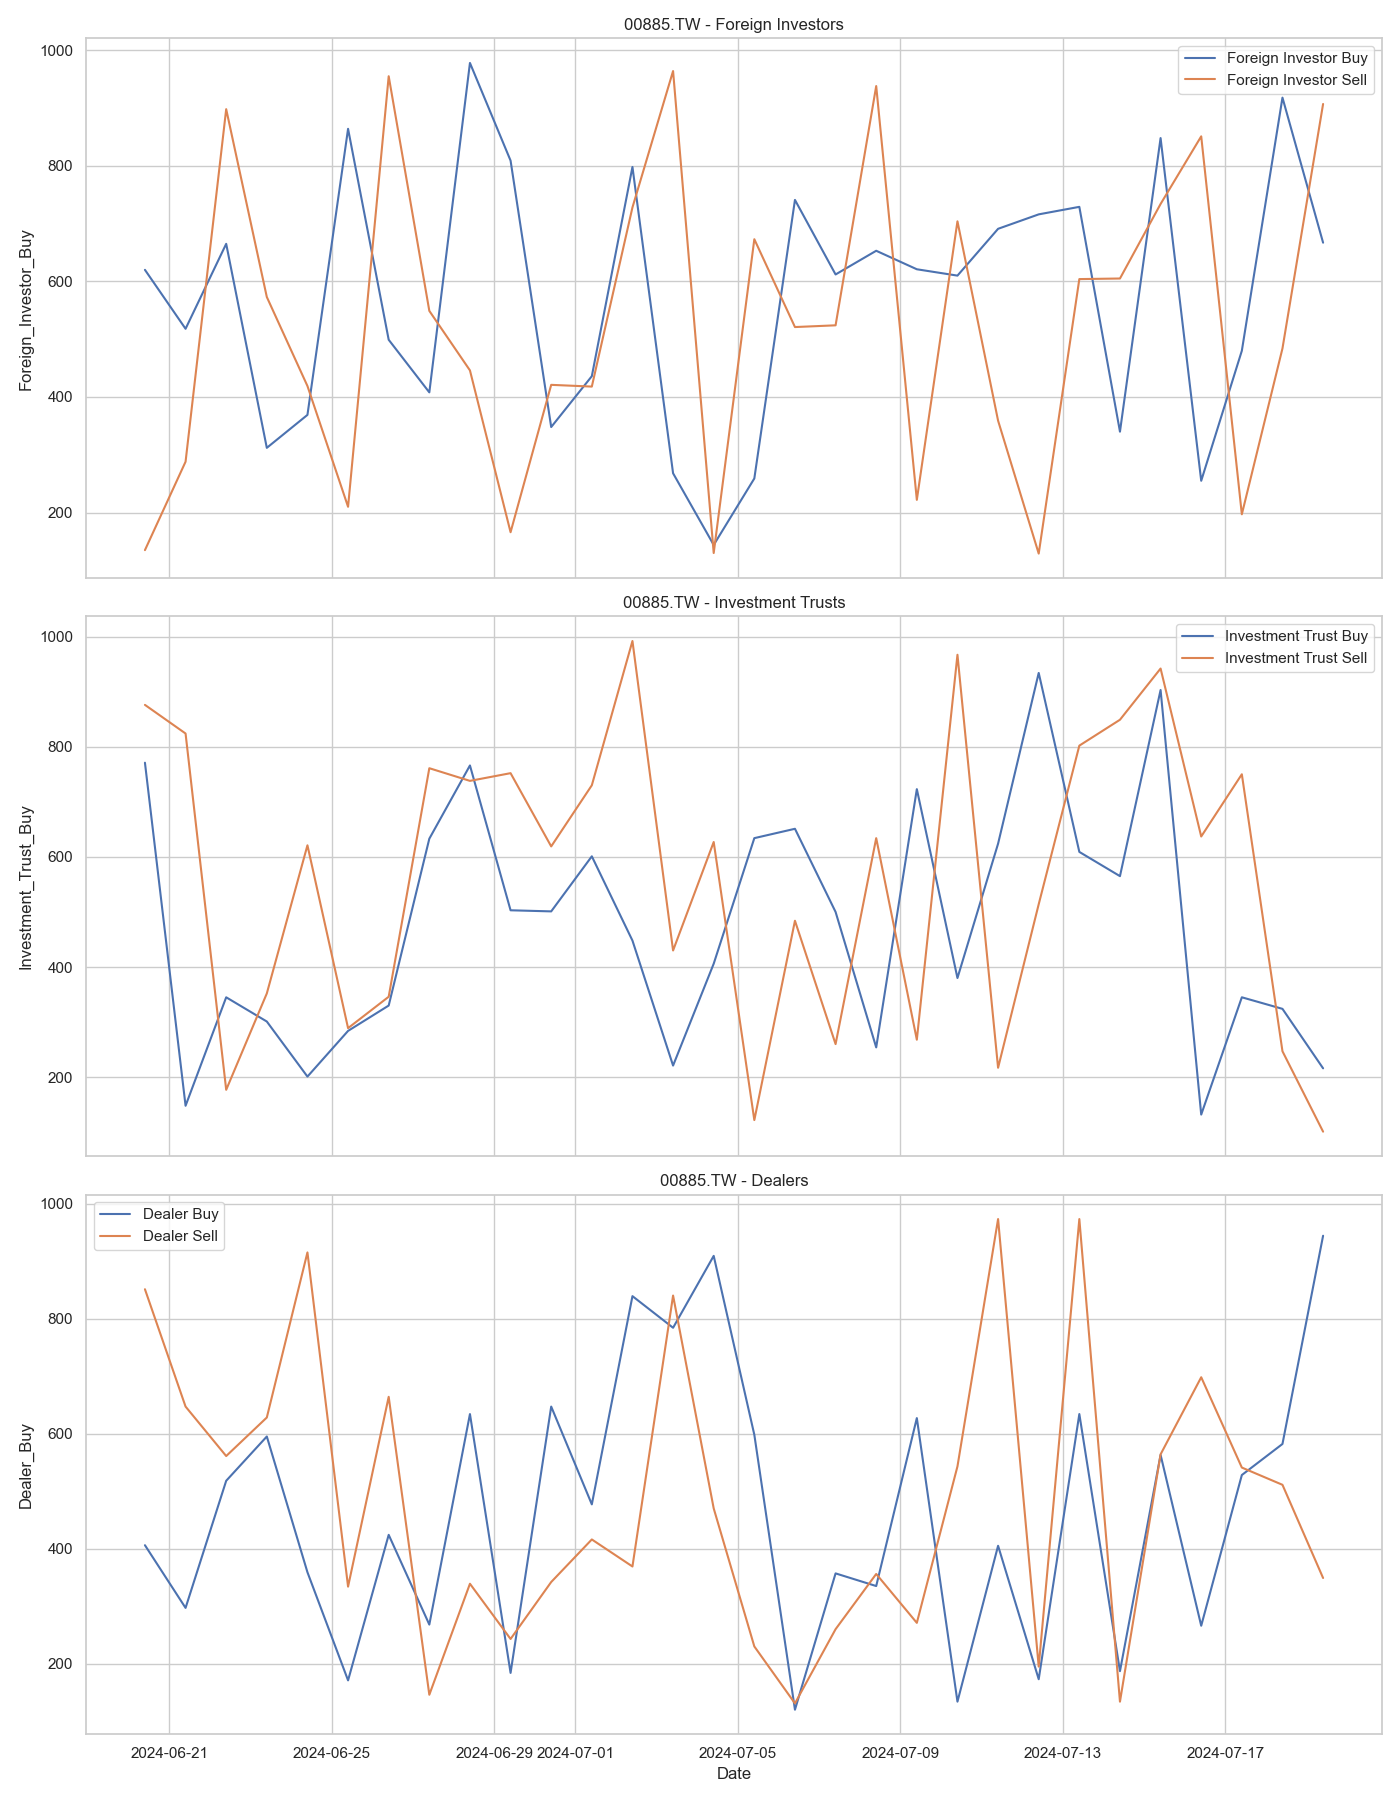 00885.TW - Foreign Investors
Foreign_Investor_Buy
1000
800
600
400
200
Foreign Investor Buy
Foreign Investor Sell
00885.TW - Investment Trusts
Investment_Trust_Buy
1000
800
600
400
200
Investment Trust Buy
Investment Trust Sell
00885.TW - Dealers
Dealer_Buy
1000
800
600
400
200
Dealer Buy
Dealer Sell
2024-06-21 2024-06-25 2024-06-29 2024-07-01 2024-07-05 2024-07-09 2024-07-13 2024-07-17
Date